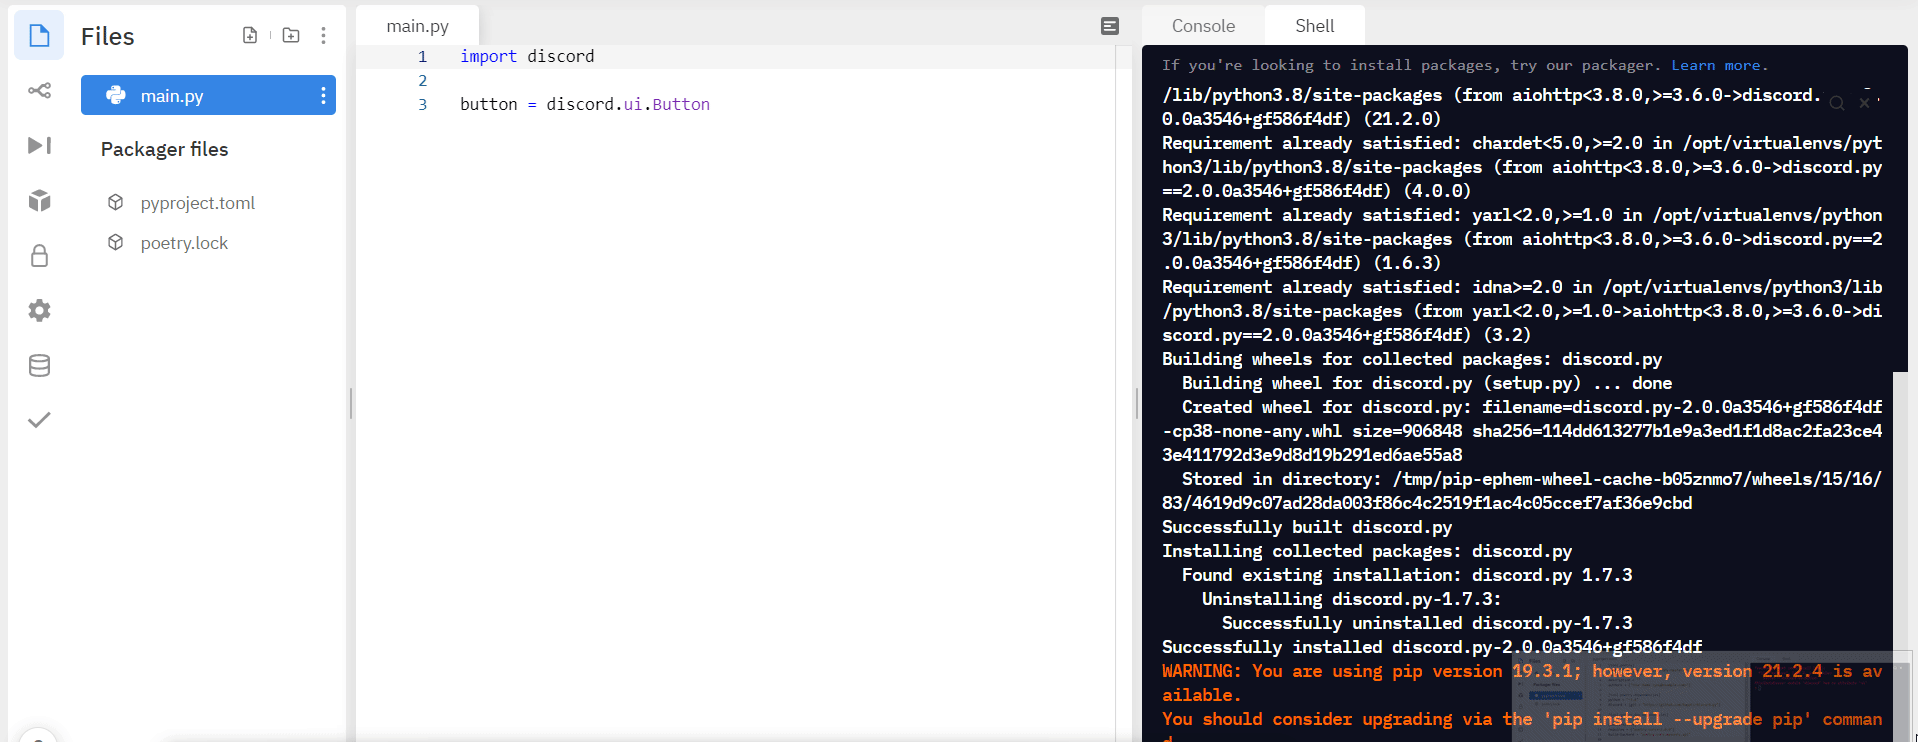 Files
main.py
Packager files
pyproject.toml
poetry.lock
main.py
1 import discord
2
3 button = discord.ui.Button
Console
Shell
If you're looking to install packages, try our packager. Learn more.
/lib/python3.8/site-packages (from aiohttp<3.8.0,>=3.6.0->discord.
0.0a3546+gf586f4df) (21.2.0)
Requirement already satisfied: chardet<5.0,>=2.0 in /opt/virtualenvs/pyt
hon3/lib/python3.8/site-packages (from aiohttp<3.8.0,>=3.6.0->discord.py
==2.0.0a3546+gf586f4df) (4.0.0)
Requirement already satisfied: yarl<2.0,>=1.0 in /opt/virtualenvs/python
3/lib/python3.8/site-packages (from aiohttp<3.8.0,>=3.6.0->discord.py==2
.0.0a3546+gf586f4df) (1.6.3)
Requirement already satisfied: idna>=2.0 in /opt/virtualenvs/python3/lib
/python3.8/site-packages (from yarl<2.0,>=1.0->aiohttp<3.8.0,>=3.6.0->di
scord.py==2.0.0a3546+gf586f4df) (3.2)
Building wheels for collected packages: discord.py
Building wheel for discord.py (setup.py) ... done
Created wheel for discord.py: filename=discord.py-2.0.0a3546+gf586f4df
-cp38-none-any.whl size=906848 sha256=114dd613277b1e9a3ed1f1d8ac2fa23ce4
3e411792d3e9d8d19b291ed6ae55a8
Stored in directory: /tmp/pip-ephem-wheel-cache-b05znmo7/wheels/15/16/
83/4619d9c07ad28da003f86c4c2519f1ac4c05ccef7af36e9cbd
Successfully built discord.py
Installing collected packages: discord.py
Found existing installation: discord.py 1.7.3
Uninstalling discord.py-1.7.3:
Successfully uninstalled discord.py-1.7.3
Successfully installed discord.py-2.0.0a3546+gf586f4df
WARNING: You are using pip version 19.3.1; however, version 21.2.4 is av
ailable.
You should consider upgrading via the 'pip install --upgrade pip' comman
d.